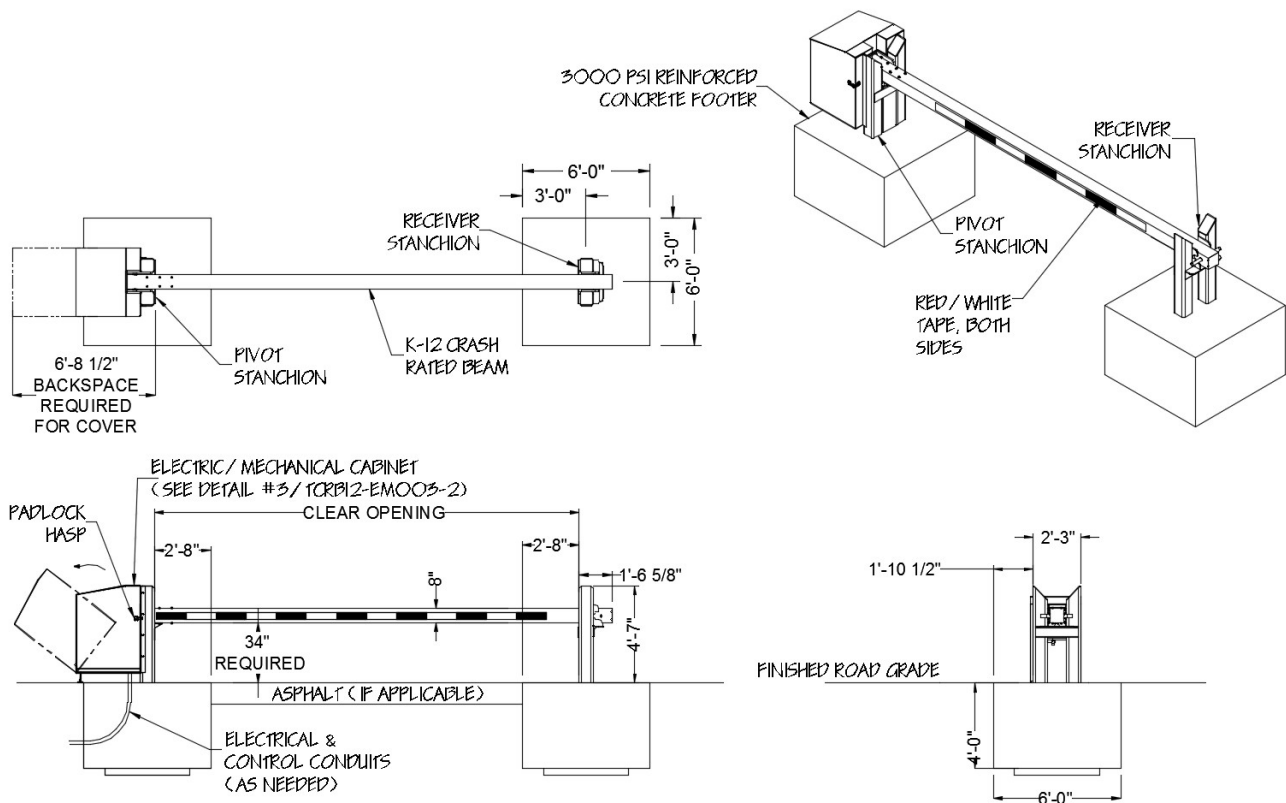 3000 PSI REINFORCED
CONCRETE FOOTER
RECEIVER
STANCHION
PIVOT
STANCHION
RED/ WHITE
TAPE, BOTH
SIDES
6'-0"
3'-0"
RECEIVER
STANCHION
3'-0"
6'-0"
K-12 CRASH
RATED BEAM
PIVOT
STANCHION
6'-8 1/2"
BACKSPACE
REQUIRED
FOR COVER
ELECTRIC/ MECHANICAL CABINET
(SEE DETAIL #3/ TCRB12-EM003-2)
CLEAR OPENING
PADLOCK
HASP
2'-8"
2'-8"
1'-6 5/8"
8"
34"
REQUIRED
4'-7"
ASPHALT (IF APPLICABLE)
ELECTRICAL &
CONTROL CONDUITS
(AS NEEDED)
2'-3"
1'-10 1/2"
FINISHED ROAD GRADE
4'-0"
6'-0"